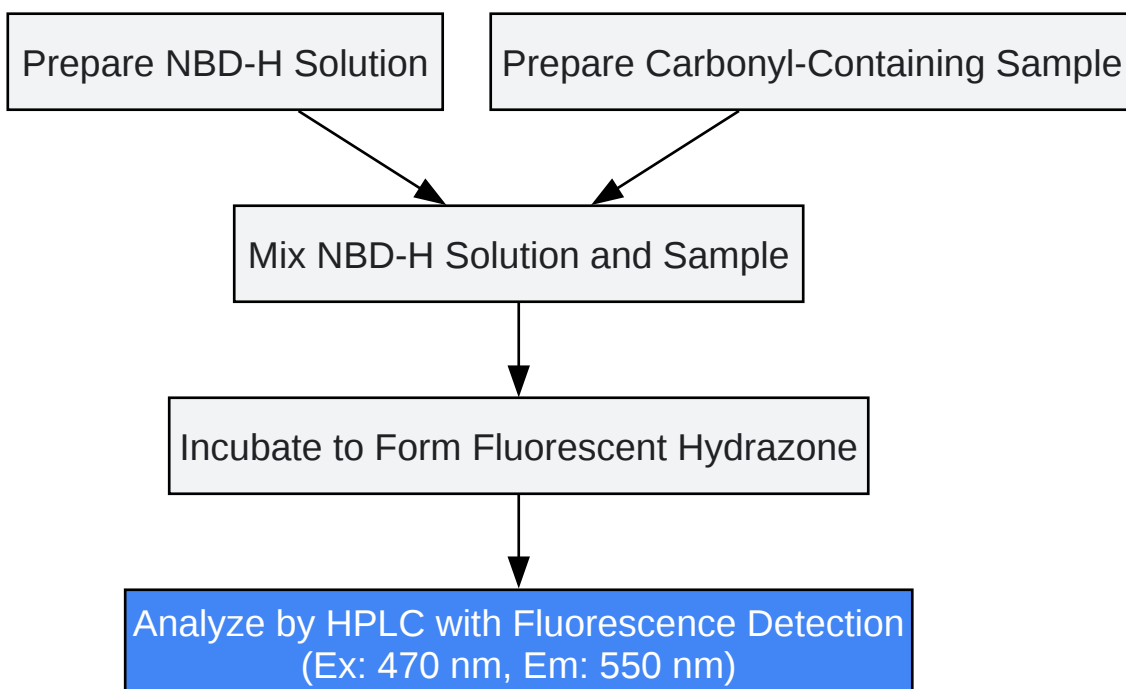 Prepare NBD-H Solution
Prepare Carbonyl-Containing Sample
Mix NBD-H Solution and Sample
Incubate to Form Fluorescent Hydrazone
Analyze by HPLC with Fluorescence Detection
(Ex: 470 nm, Em: 550 nm)